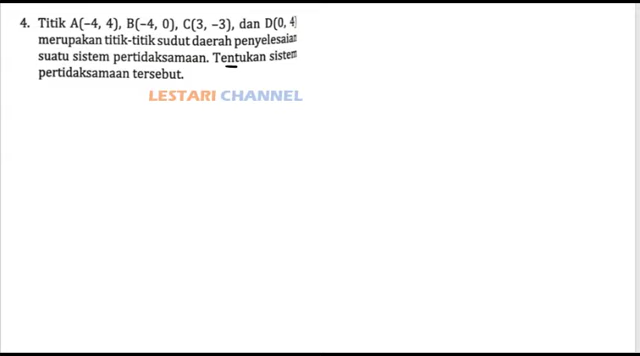 4. Titik A(−4, 4), B(−4, 0), C(3, −3), dan D(0, 4)
merupakan titik-titik sudut daerah penyelesaian
suatu sistem pertidaksamaan. Tentukan sistem
pertidaksamaan tersebut.
LESTARI CHANNEL